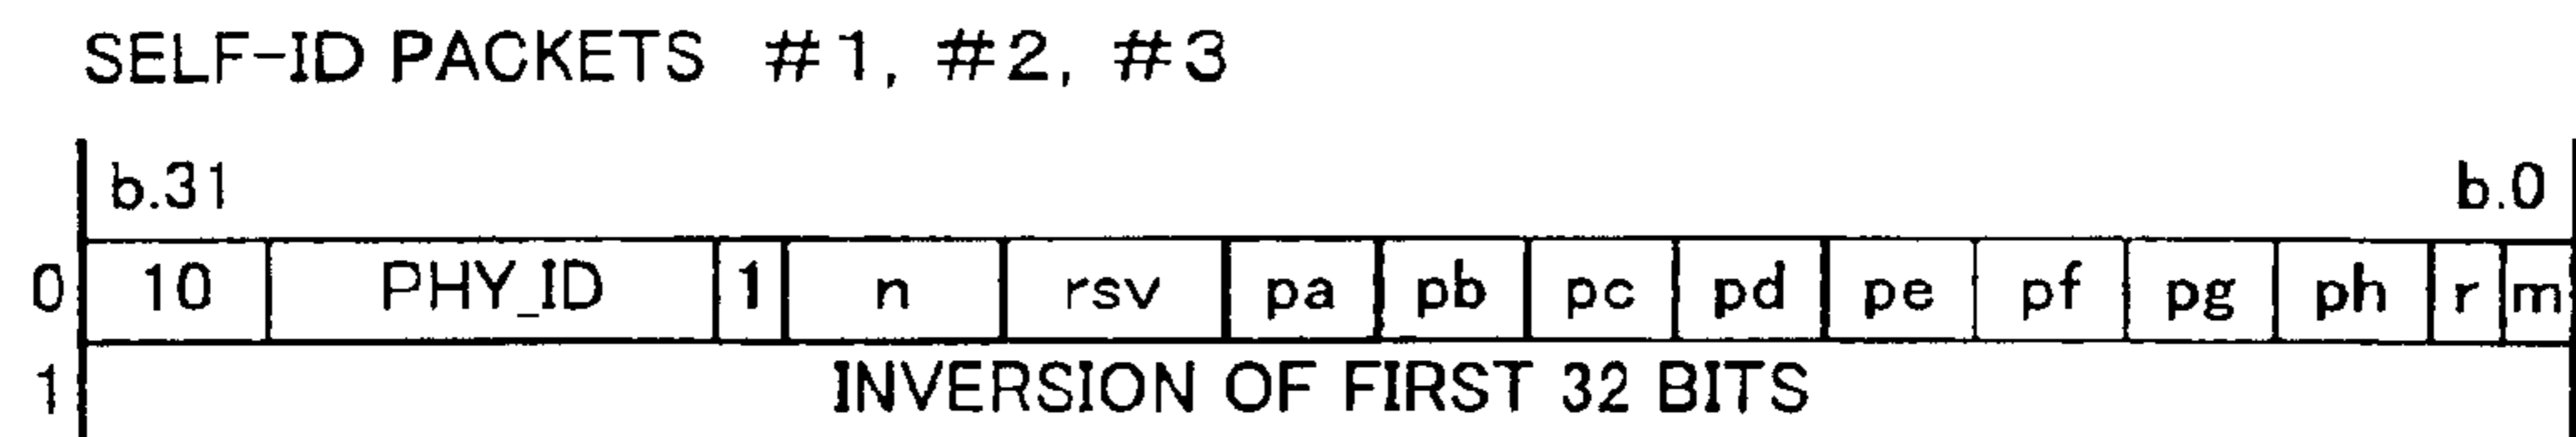 SELF-ID PACKETS #1, #2, #3
b.31 b.0
0 10 PHY_ID 1 n rsv pa pb pc pd pe pf pg ph r m
1 INVERSION OF FIRST 32 BITS